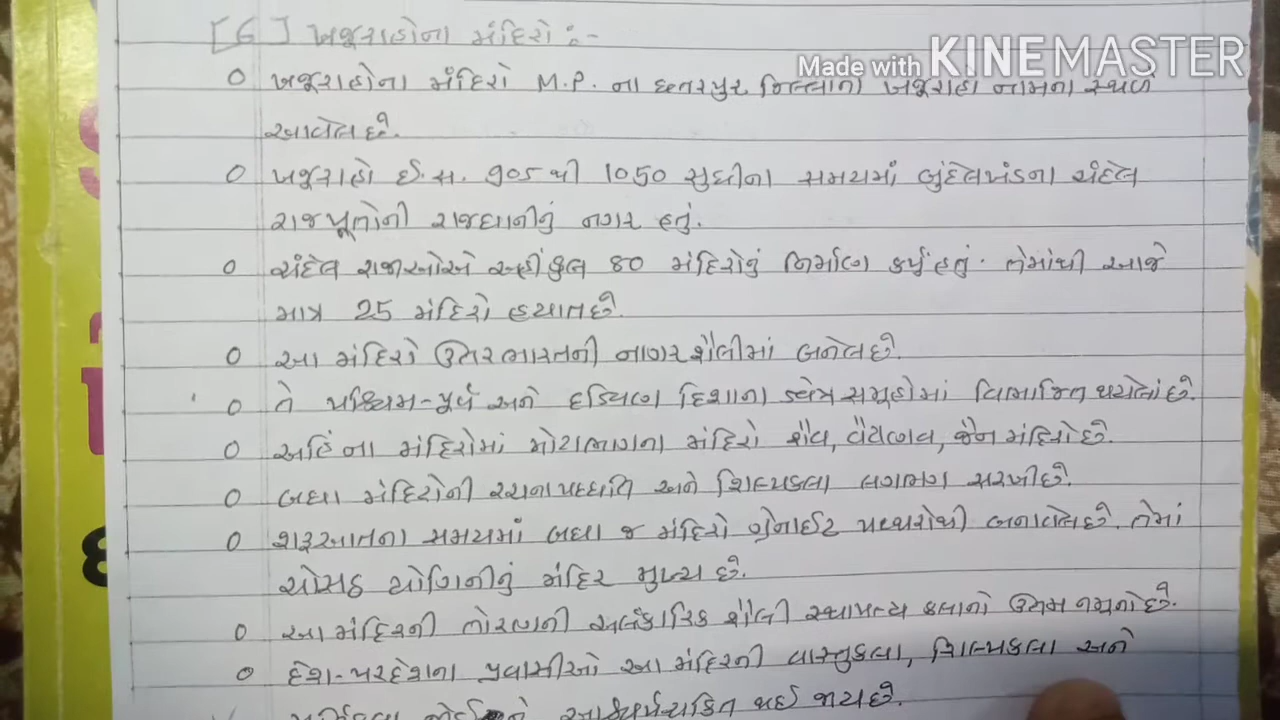 [6] ખજૂરાહોના મંદિરો :-
Made with KINEMASTER
○ ખજૂરાહોના મંદિરો M.P. ના છતરપુર જિલ્લાના ખજૂરાહો નામના સ્થળે
આવેલ છે.
○ ખજૂરાહો ઈ.સ. 905 થી 1050 સુધીના સમયમાં બુંદેલખંડના ચંદેલ
રાજપૂતોની રાજધાનીનું નગર હતું.
○ ચંદેલ રાજાઓએ અહીં કુલ 80 મંદિરોનું નિર્માણ કર્યું હતું. તેમાંથી આજે
માત્ર 25 મંદિરો હયાત છે.
○ આ મંદિરો ઉત્તર ભારતની નાગર શૈલીમાં બનેલ છે.
○ તે પશ્ચિમ-પૂર્વ અને દક્ષિણ દિશાના ક્ષેત્ર સમૂહોમાં વિભાજિત થયેલાં છે.
○ અહિંના મંદિરોમાં મોટાભાગના મંદિરો શૈવ, વૈષ્ણવ, જૈન મંદિરો છે.
○ બધા મંદિરોની રચના પધ્ધતિ અને શિલ્પકલા લગભગ સરખી છે.
○ શરૂઆતના સમયમાં બધા જ મંદિરો ગ્રેનાઈટ પથ્થરોથી બનાવેલ છે. તેમાં
ચોસઠ યોગિનીનું મંદિર મુખ્ય છે.
○ આ મંદિરની તોરણની અલંકારિક શૈલી સ્થાપત્ય કલાનો ઉત્તમ નમૂનો છે.
○ દેશ-પરદેશના પ્રવાસીઓ આ મંદિરની વાસ્તુકલા, શિલ્પકલા અને
આશ્ચર્યચકિત થઈ જાય છે.